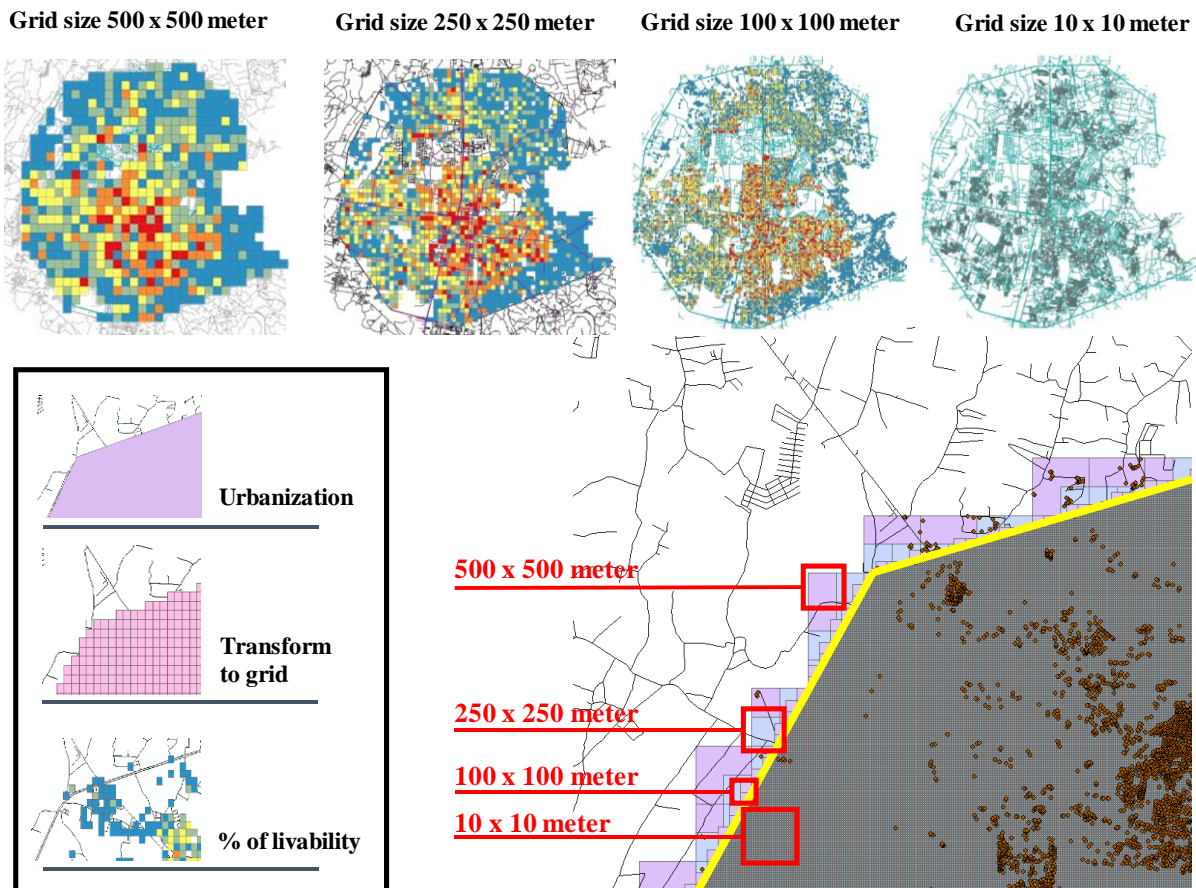 Grid size 500 x 500 meter
Grid size 250 x 250 meter
Grid size 100 x 100 meter
Grid size 10 x 10 meter
Urbanization
Transform
to grid
% of livability
500 x 500 meter
250 x 250 meter
100 x 100 meter
10 x 10 meter